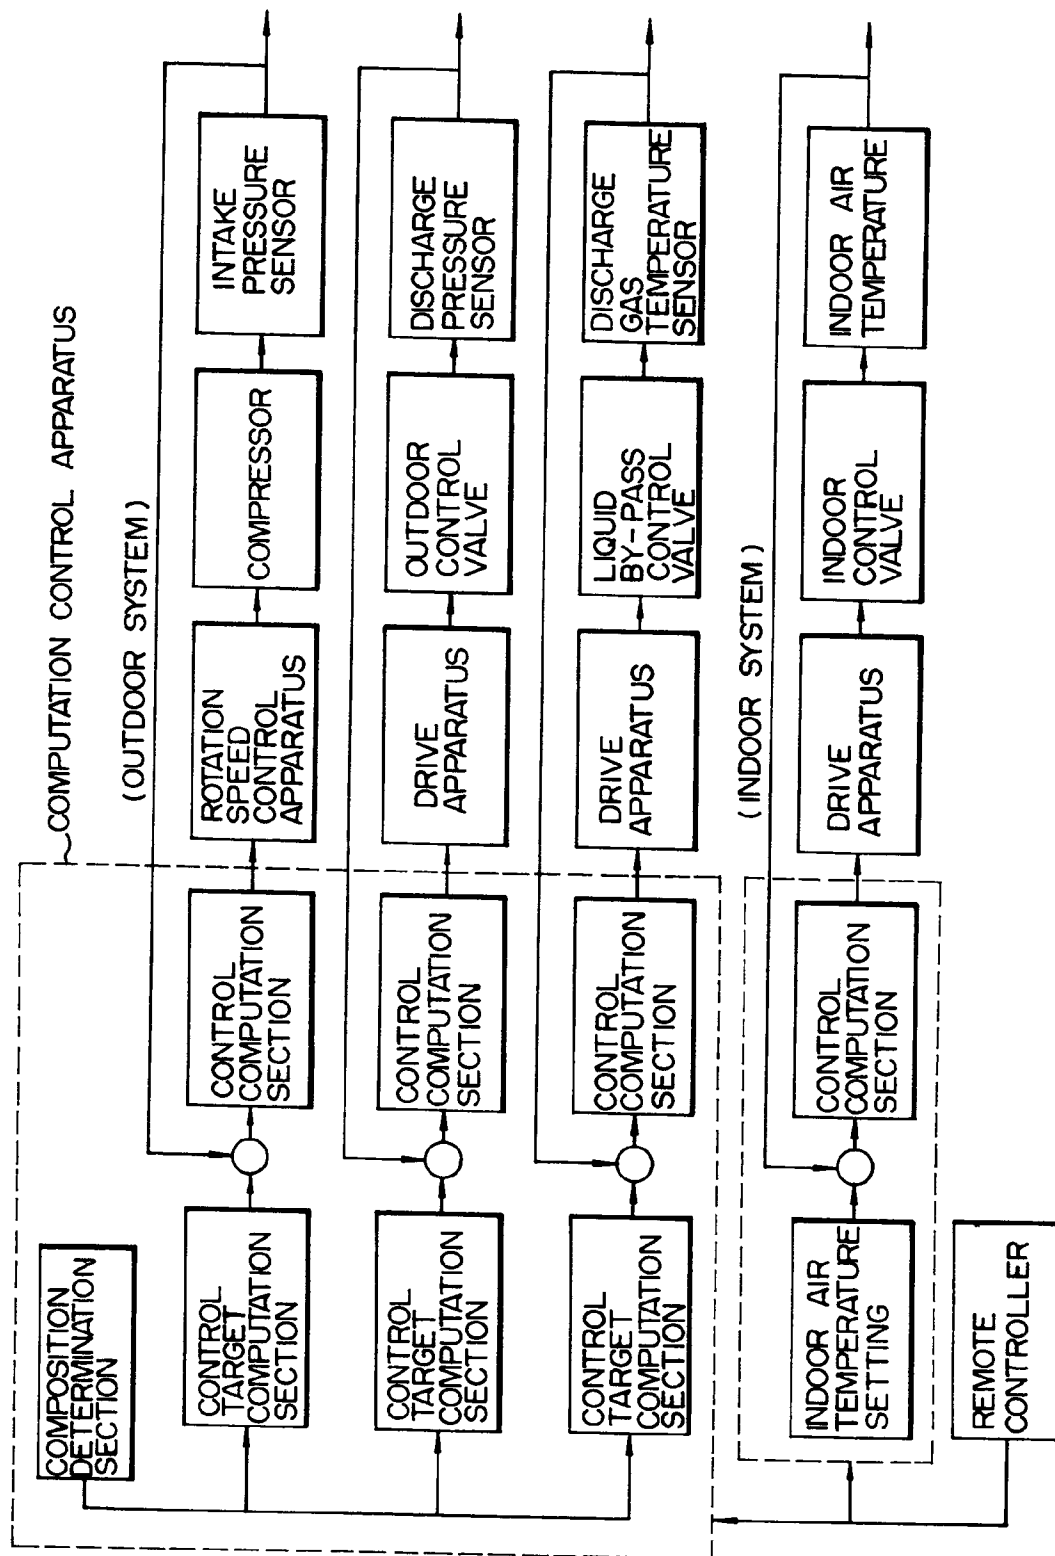 COMPUTATION CONTROL APPARATUS
(OUTDOOR SYSTEM)
COMPOSITION
DETERMINATION
SECTION
CONTROL
TARGET
COMPUTATION
SECTION
CONTROL
COMPUTATION
SECTION
ROTATION
SPEED
CONTROL
APPARATUS
COMPRESSOR
INTAKE
PRESSURE
SENSOR
CONTROL
TARGET
COMPUTATION
SECTION
CONTROL
COMPUTATION
SECTION
DRIVE
APPARATUS
OUTDOOR
CONTROL
VALVE
DISCHARGE
PRESSURE
SENSOR
CONTROL
TARGET
COMPUTATION
SECTION
CONTROL
COMPUTATION
SECTION
DRIVE
APPARATUS
LIQUID
BY-PASS
CONTROL
VALVE
DISCHARGE
GAS
TEMPERATURE
SENSOR
(INDOOR SYSTEM)
INDOOR AIR
TEMPERATURE
SETTING
CONTROL
COMPUTATION
SECTION
DRIVE
APPARATUS
INDOOR
CONTROL
VALVE
INDOOR AIR
TEMPERATURE
REMOTE
CONTROLLER